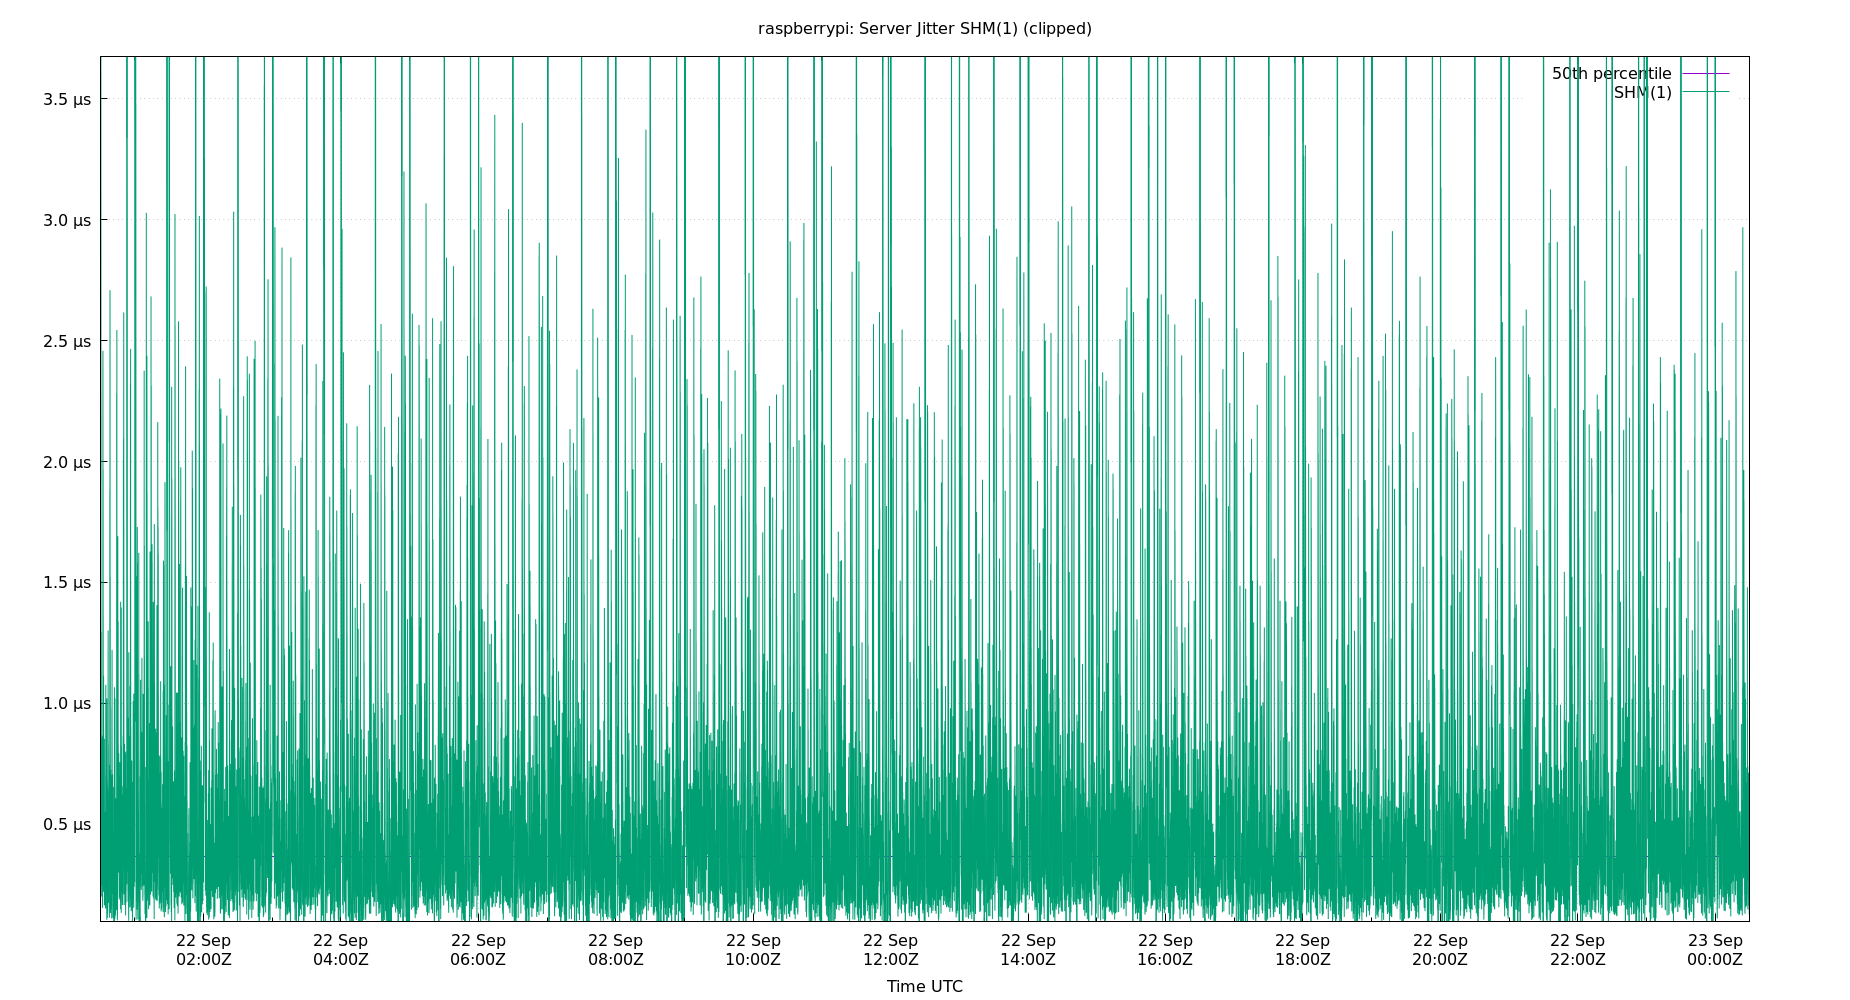 raspberrypi: Server Jitter SHM(1) (clipped)
50th percentile
SHM(1)
3.5 µs
3.0 µs
2.5 µs
2.0 µs
1.5 µs
1.0 µs
0.5 µs
22 Sep 22 Sep 22 Sep 22 Sep 22 Sep 22 Sep 22 Sep 22 Sep 22 Sep 22 Sep 22 Sep 23 Sep
02:00Z 04:00Z 06:00Z 08:00Z 10:00Z 12:00Z 14:00Z 16:00Z 18:00Z 20:00Z 22:00Z 00:00Z
Time UTC